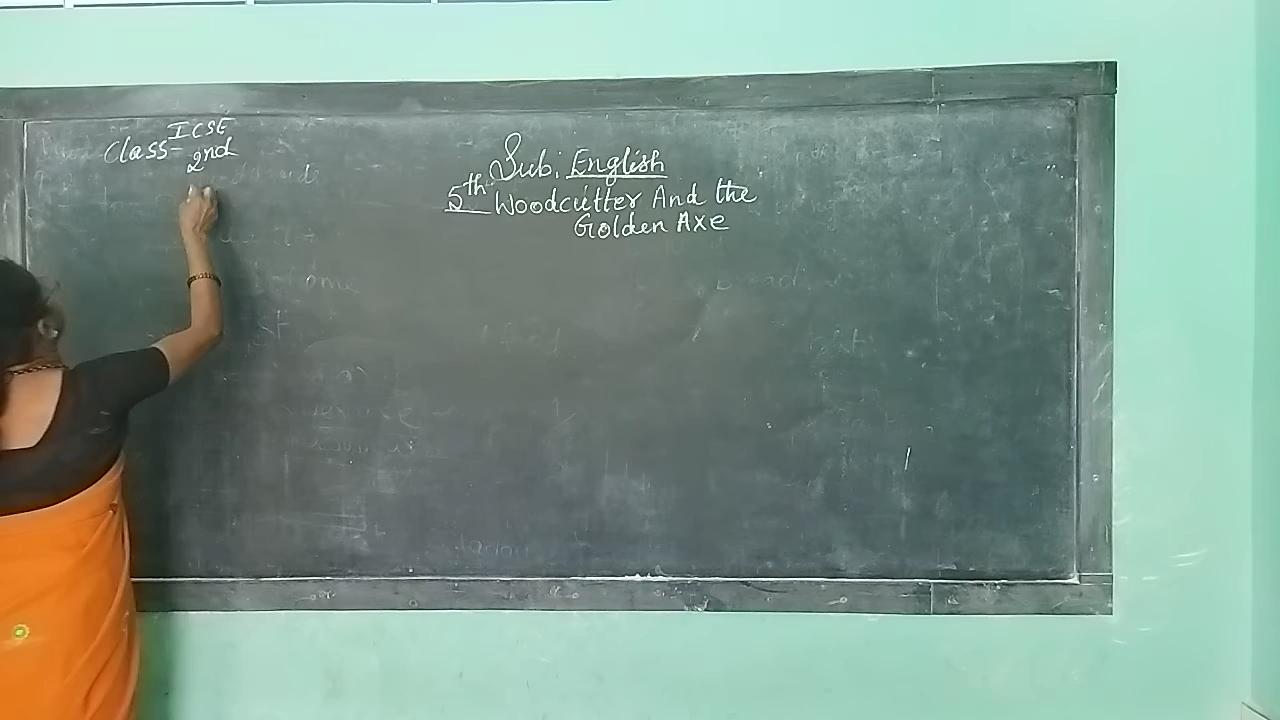 ICSE
Class- 2nd
Sub: English
5th Woodcutter And the
Golden Axe